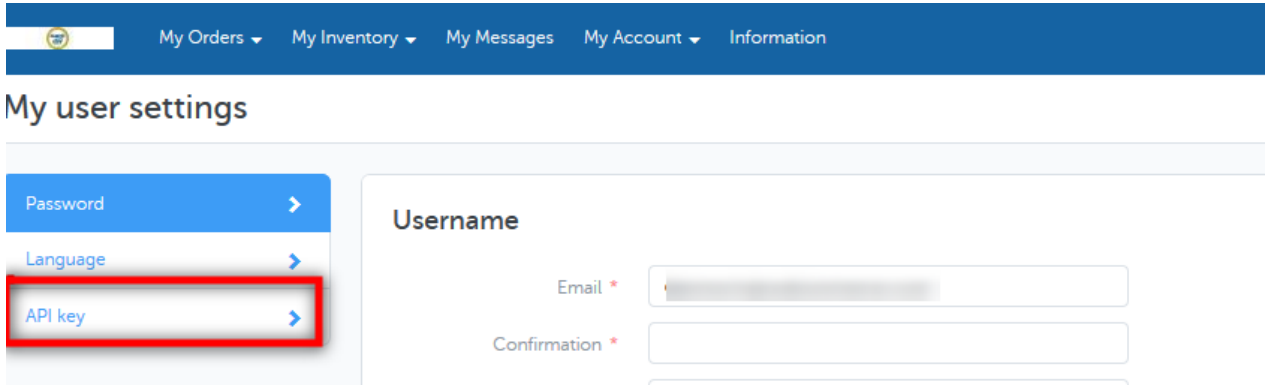 My Orders My Inventory My Messages My Account Information
My user settings
Password
Language
API key
Username
Email *
Confirmation *